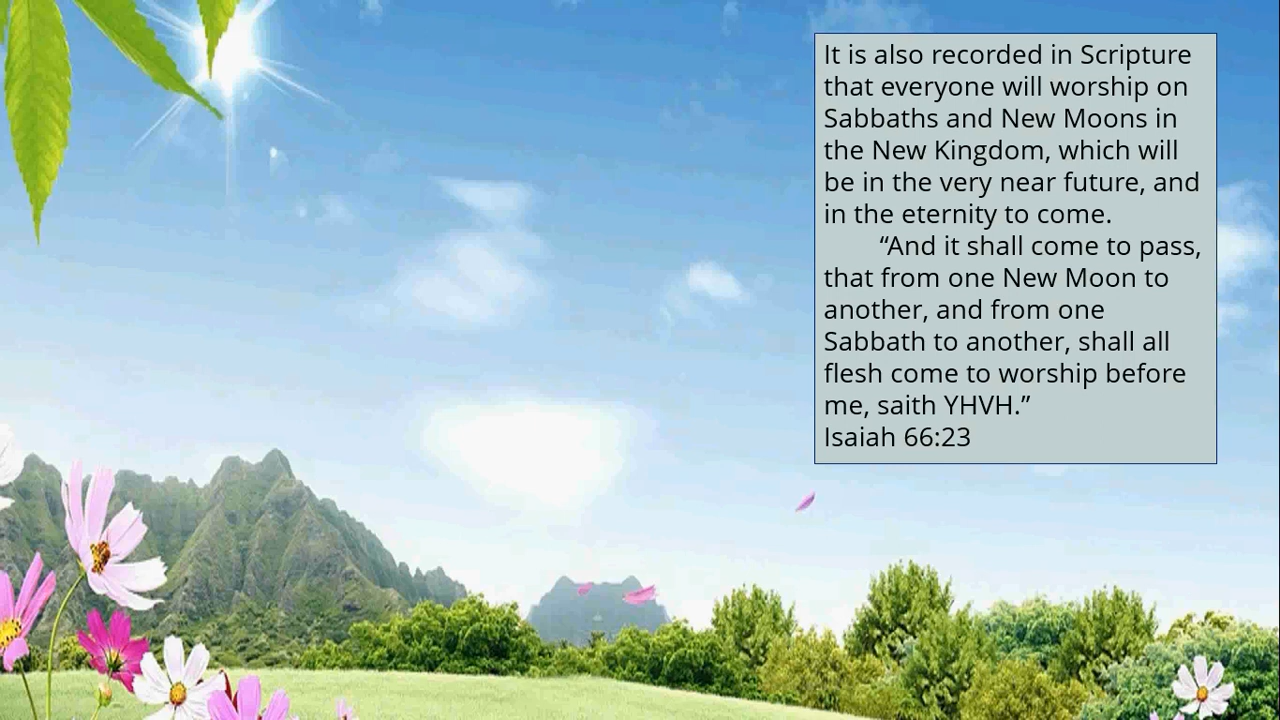 It is also recorded in Scripture
that everyone will worship on
Sabbaths and New Moons in
the New Kingdom, which will
be in the very near future, and
in the eternity to come.
“And it shall come to pass,
that from one New Moon to
another, and from one
Sabbath to another, shall all
flesh come to worship before
me, saith YHVH.”
Isaiah 66:23